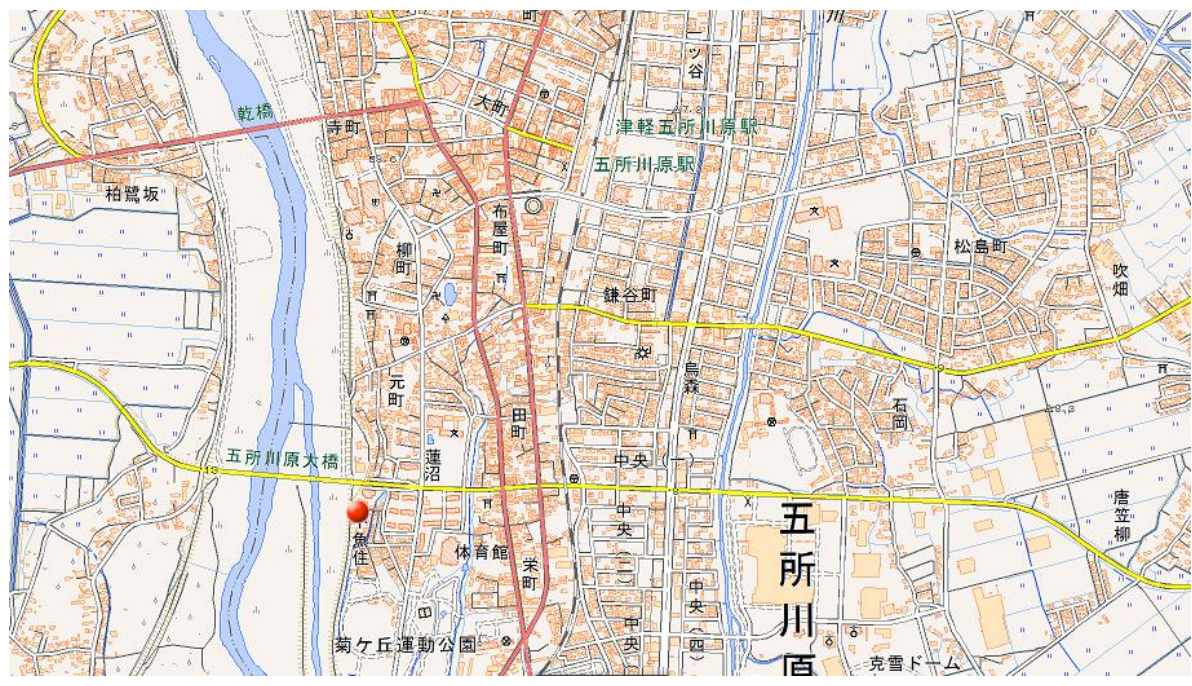 町
川
一ツ谷
大町
乾橋
寺町
津軽五所川原駅
五所川原駅
柏鷺坂
布屋町
柳町
松島町
吹畑
鎌谷町
元町
烏森
田町
石岡
五所川原大橋
13
蓮沼
中央(一)
唐笠柳
魚住
体育館
栄町
中央(二)
中央(四)
中央(
五所川原
菊ケ丘運動公園
克雪ドーム